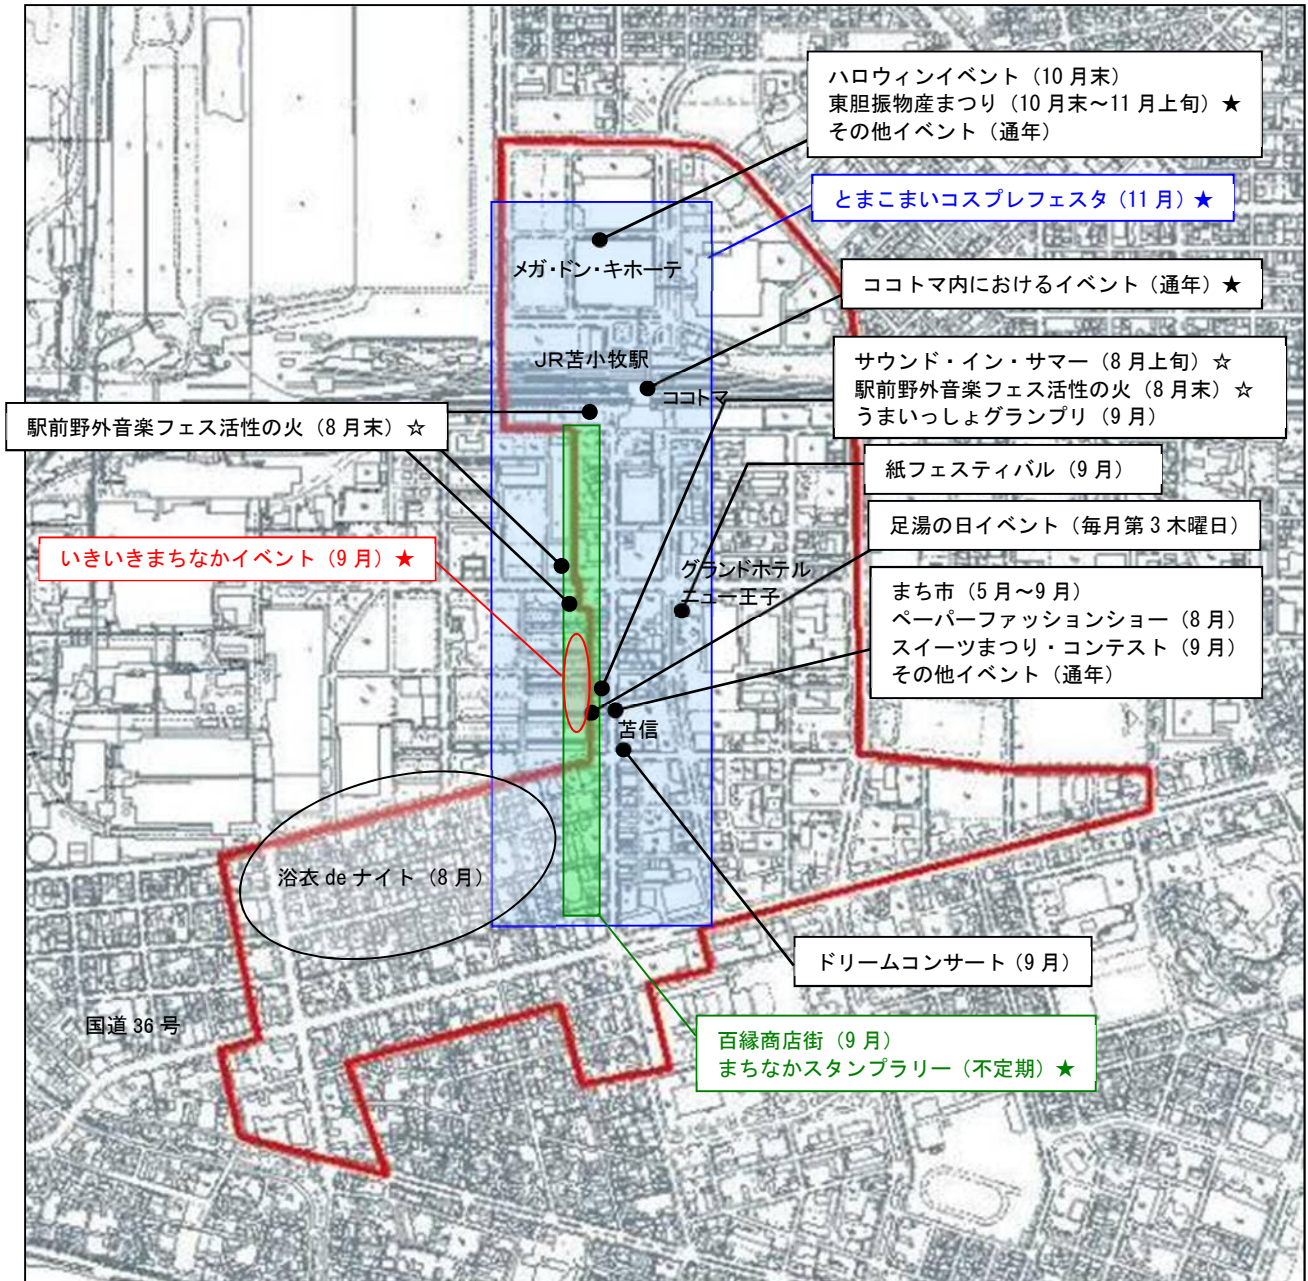 ハロウィンイベント（10月末）
東胆振物産まつり（10月末～11月上旬）★
その他イベント（通年）
とまこまいコスプレフェスタ（11月）★
メガ・ドン・キホーテ
ココトマ内におけるイベント（通年）★
JR苫小牧駅
ココトマ
サウンド・イン・サマー（8月上旬）☆
駅前野外音楽フェス活性の火（8月末）☆
うまいっしょグランプリ（9月）
駅前野外音楽フェス活性の火（8月末）☆
紙フェスティバル（9月）
足湯の日イベント（毎月第3木曜日）
いきいきまちなかイベント（9月）★
グランドホテル
ニュー王子
まち市（5月～9月）
ペーパーファッションショー（8月）
スイーツまつり・コンテスト（9月）
その他イベント（通年）
苫信
浴衣deナイト（8月）
ドリームコンサート（9月）
国道36号
百縁商店街（9月）
まちなかスタンプラリー（不定期）★